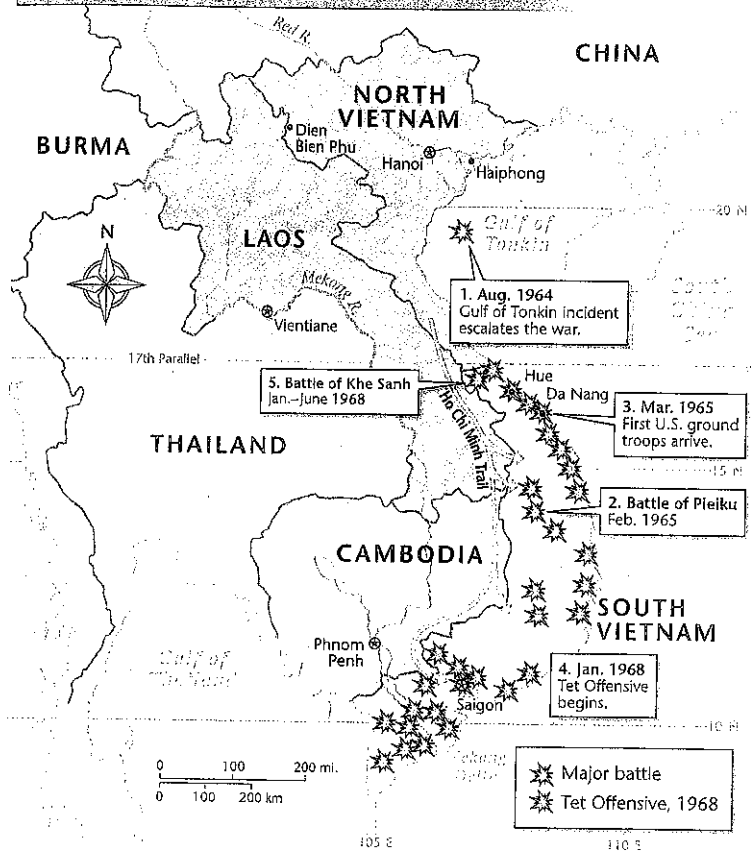 Red R.
CHINA
NORTH
VIETNAM
Dien
Bien Phu
BURMA
Hanoi
Haiphong
20 N
Gulf of
Tonkin
N
LAOS
Mekong R.
1. Aug. 1964
Gulf of Tonkin incident
escalates the war.
Vientiane
17th Parallel
5. Battle of Khe Sanh
Jan.–June 1968
Hue
Da Nang
3. Mar. 1965
First U.S. ground
troops arrive.
Ho Chi Minh Trail
THAILAND
15 N
2. Battle of Pleiku
Feb. 1965
CAMBODIA
SOUTH
VIETNAM
Phnom
Penh
Gulf of
4. Jan. 1968
Tet Offensive
begins.
Saigon
10 N
0 100 200 mi.
0 100 200 km
Major battle
Tet Offensive, 1968
105 E